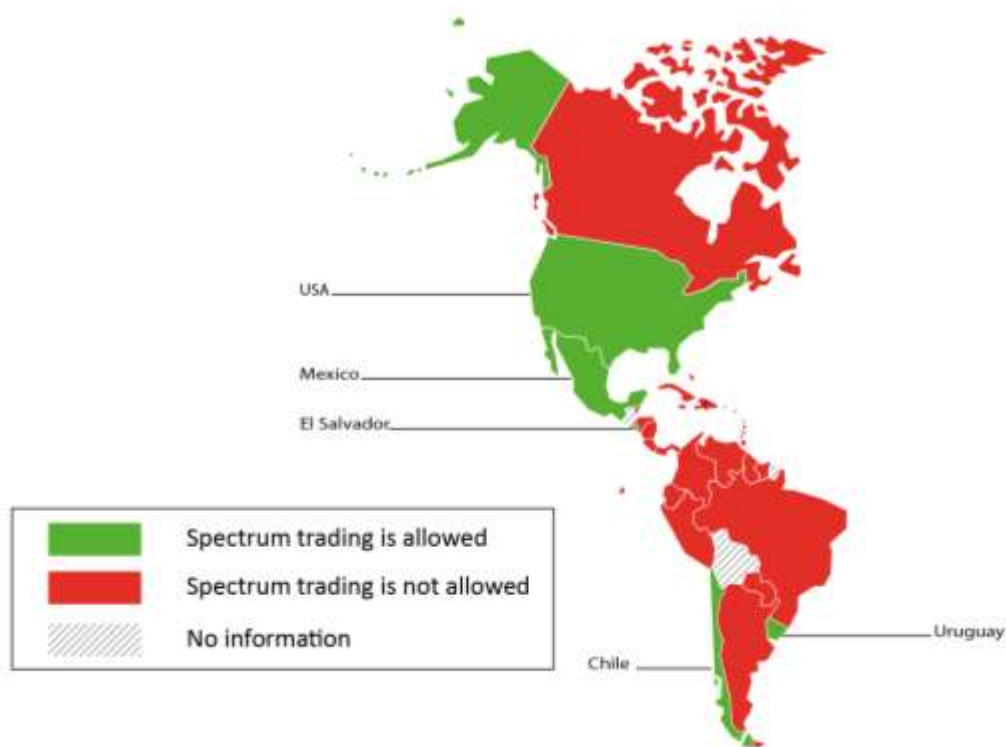 USA
Mexico
El Salvador
Spectrum trading is allowed
Spectrum trading is not allowed
No information
Uruguay
Chile